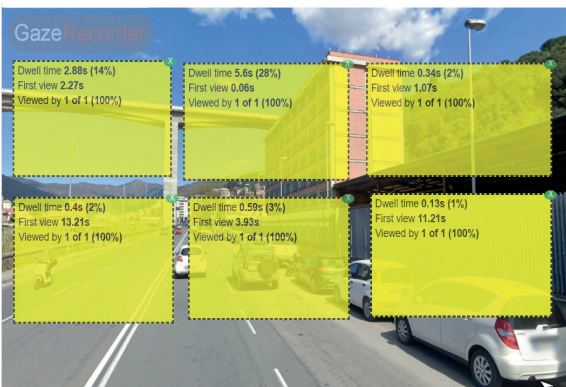 GazeRecorder
Dwell time 2.88s (14%)
First view 2.27s
Viewed by 1 of 1 (100%)
X
Dwell time 5.6s (28%)
First view 0.06s
Viewed by 1 of 1 (100%)
X
Dwell time 0.34s (2%)
First view 1.07s
Viewed by 1 of 1 (100%)
X
Dwell time 0.4s (2%)
First view 13.21s
Viewed by 1 of 1 (100%)
X
Dwell time 0.59s (3%)
First view 3.93s
Viewed by 1 of 1 (100%)
X
Dwell time 0.13s (1%)
First view 11.21s
Viewed by 1 of 1 (100%)
X